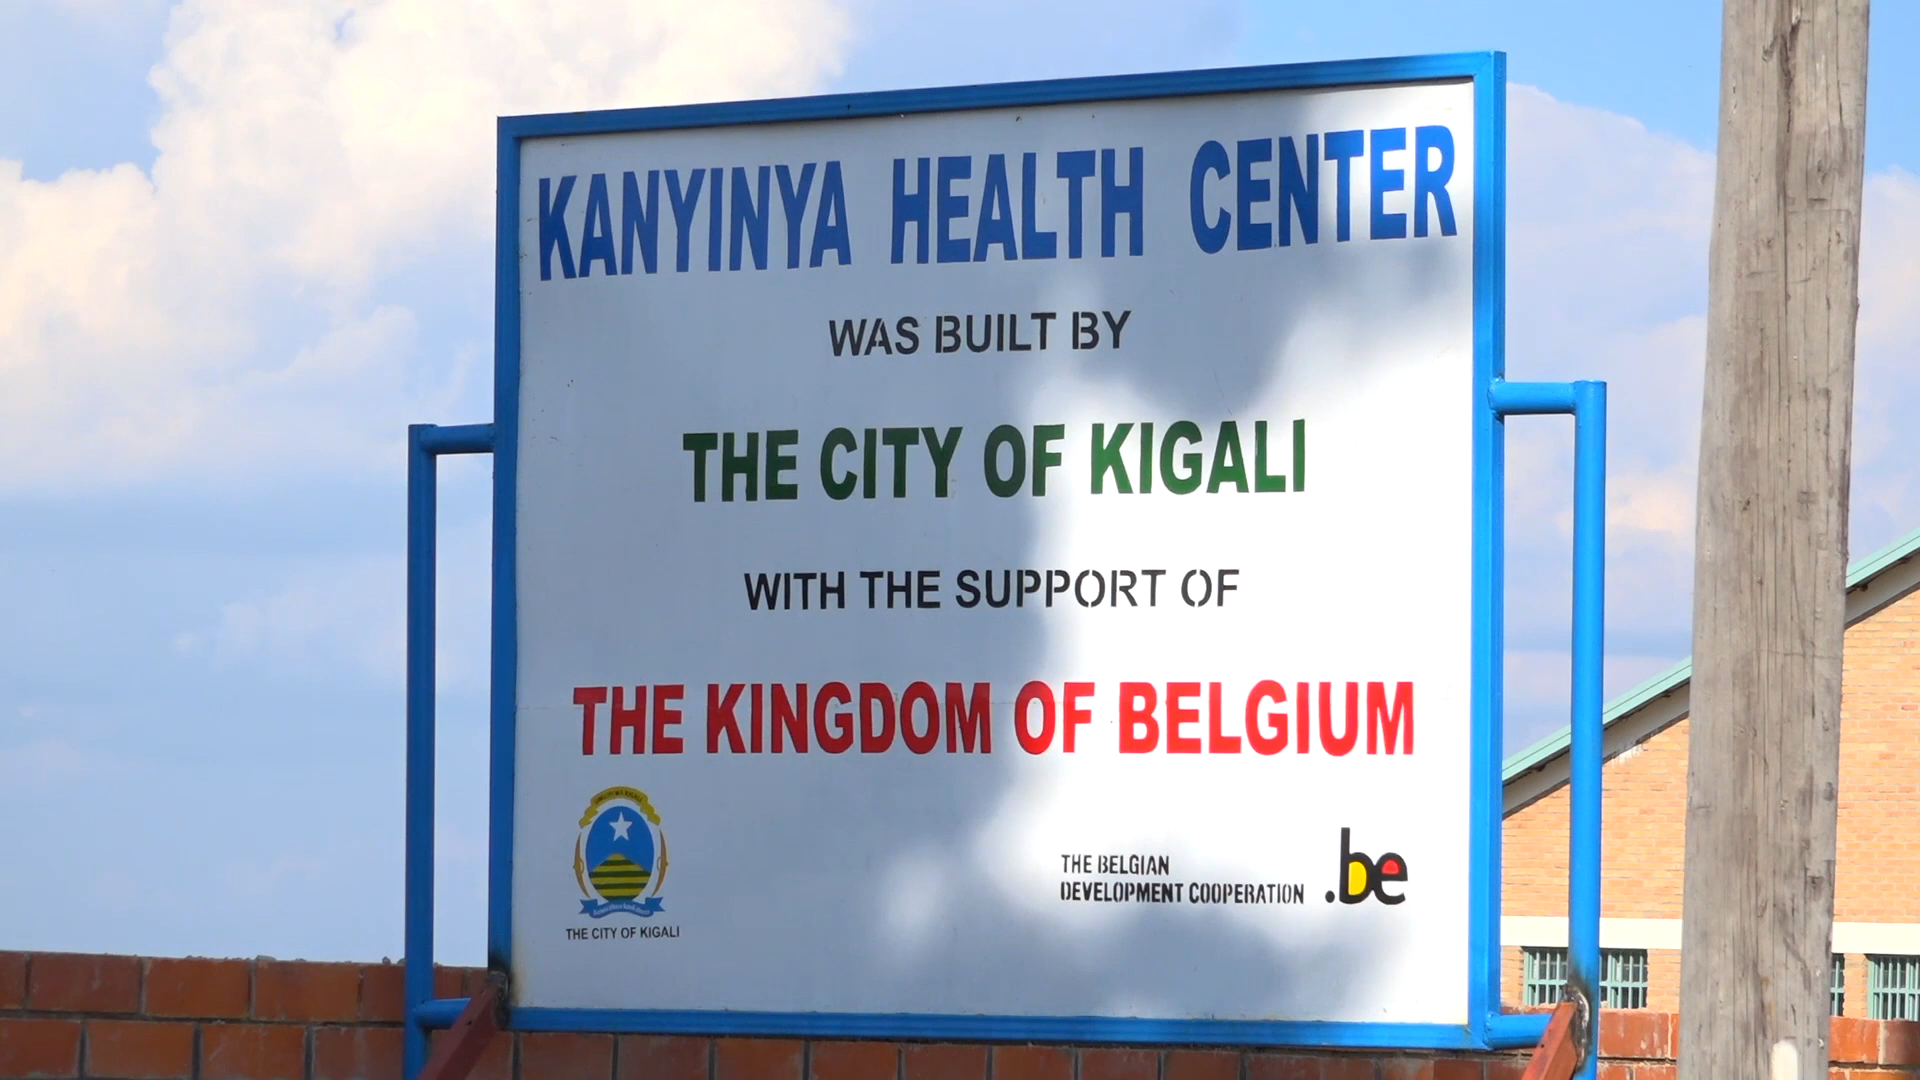 KANYINYA HEALTH CENTER
WAS BUILT BY
THE CITY OF KIGALI
WITH THE SUPPORT OF
THE KINGDOM OF BELGIUM
THE CITY OF KIGALI
THE BELGIAN
DEVELOPMENT COOPERATION
.be